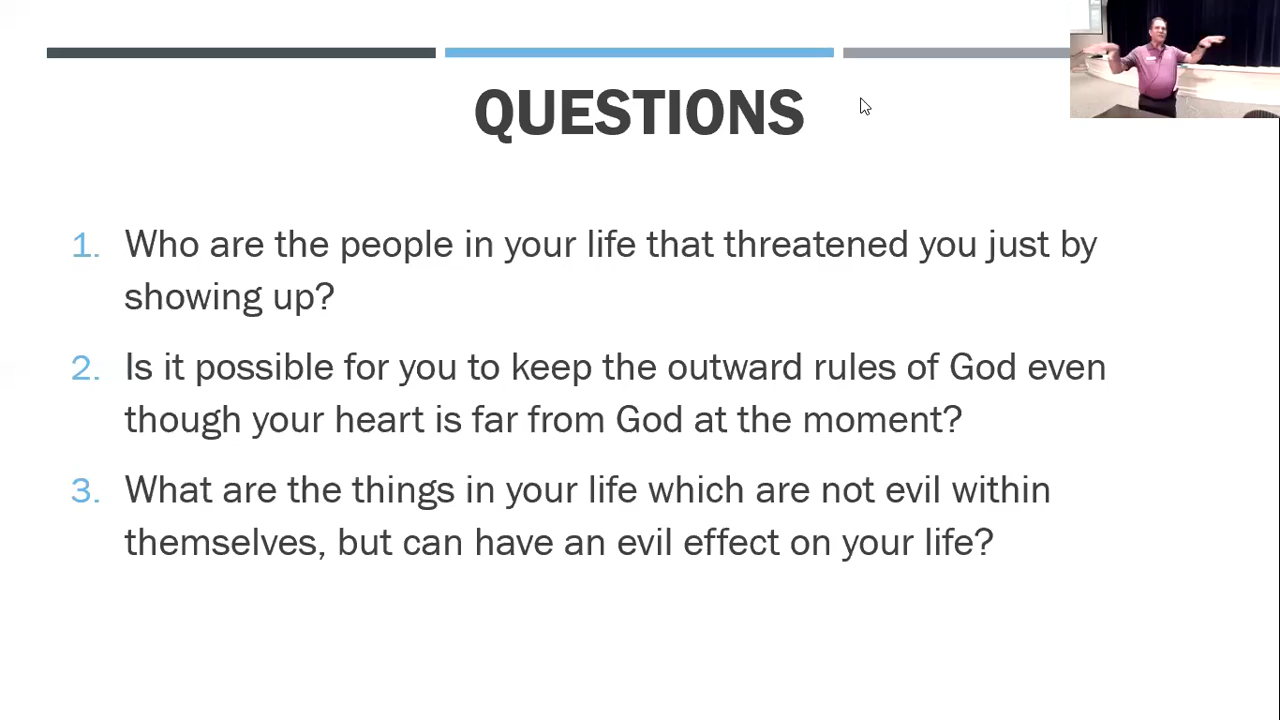 QUESTIONS
1. Who are the people in your life that threatened you just by
showing up?
2. Is it possible for you to keep the outward rules of God even
though your heart is far from God at the moment?
3. What are the things in your life which are not evil within
themselves, but can have an evil effect on your life?